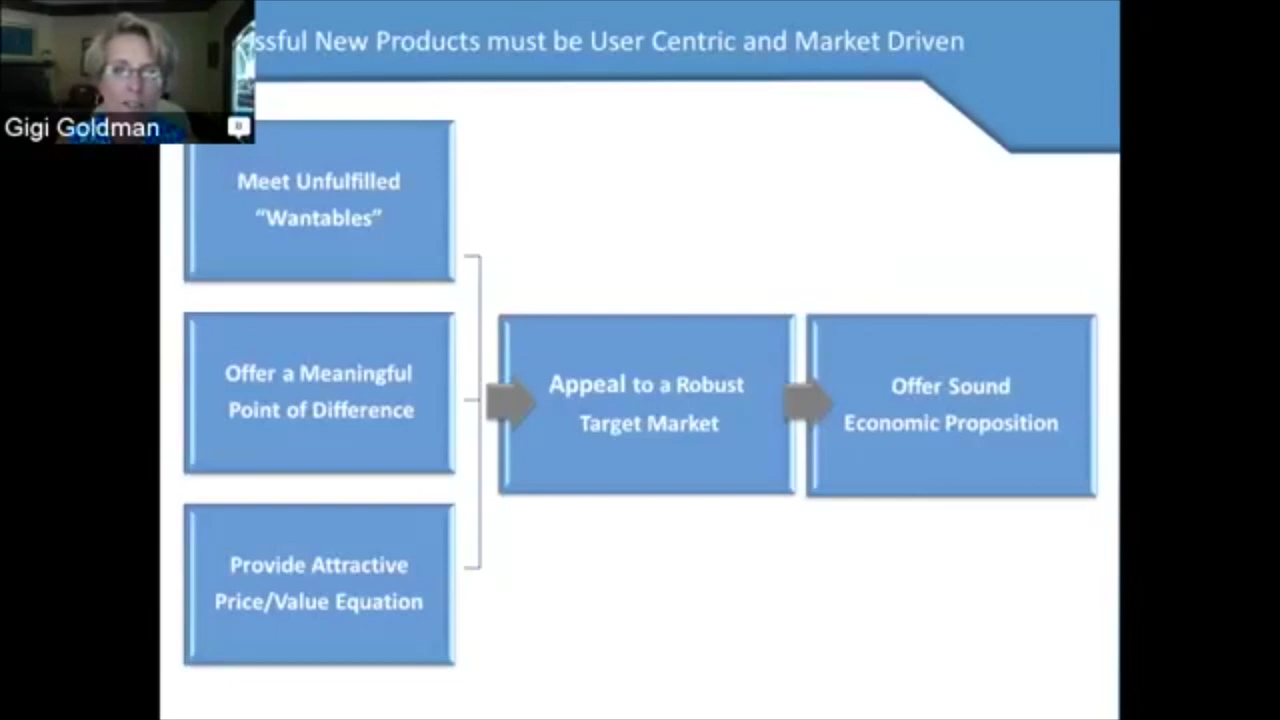 ssful New Products must be User Centric and Market Driven
Gigi Goldman
Meet Unfulfilled
“Wantables”
Offer a Meaningful
Point of Difference
Provide Attractive
Price/Value Equation
Appeal to a Robust
Target Market
Offer Sound
Economic Proposition